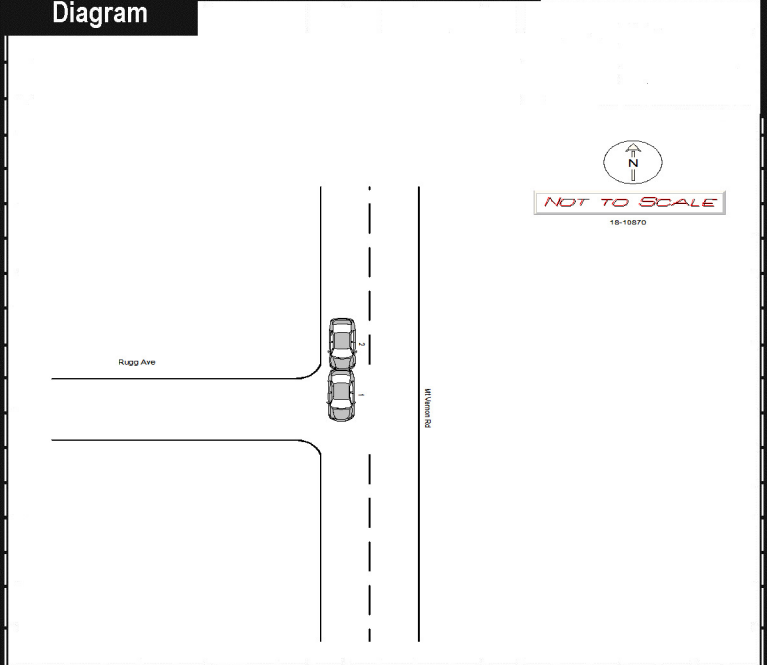 Diagram
N
NOT TO SCALE
18-10870
2
Rugg Ave
1
Mt Vernon Rd